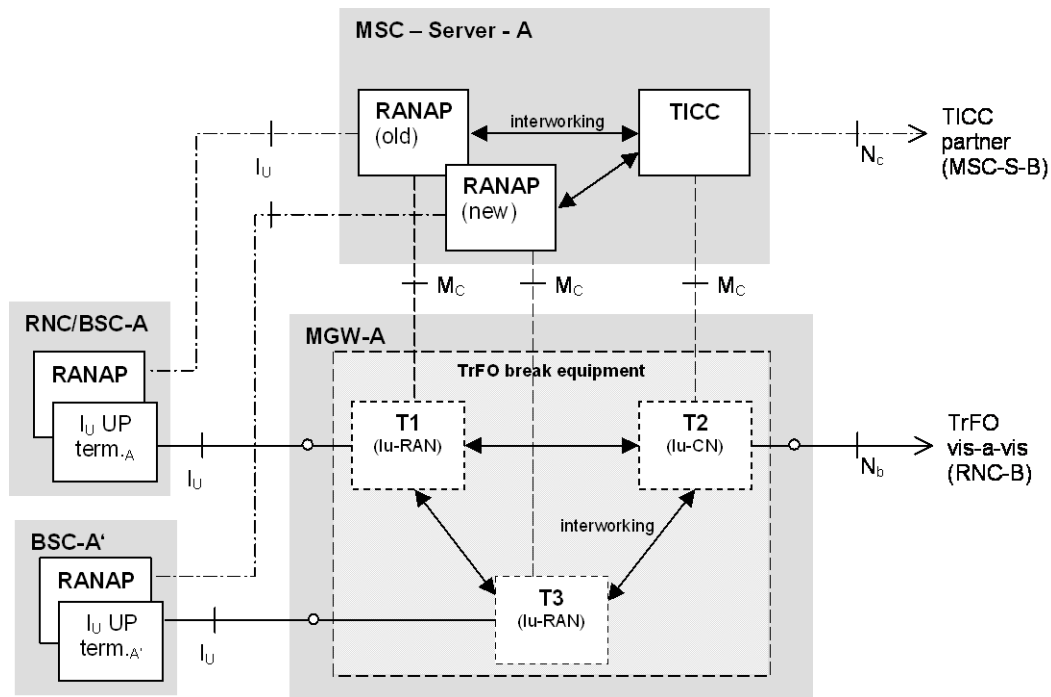 MSC – Server - A
RANAP
(old)
interworking
TICC
TICC
partner
(MSC-S-B)
IU
NC
RANAP
(new)
IU
MC
MC
MC
RNC/BSC-A
RANAP
IU UP
term.A
MGW-A
TrFO break equipment
T1
(Iu-RAN)
T2
(Iu-CN)
TrFO
vis-a-vis
(RNC-B)
IU
Nb
interworking
BSC-A‘
RANAP
IU UP
term.A'
IU
T3
(Iu-RAN)